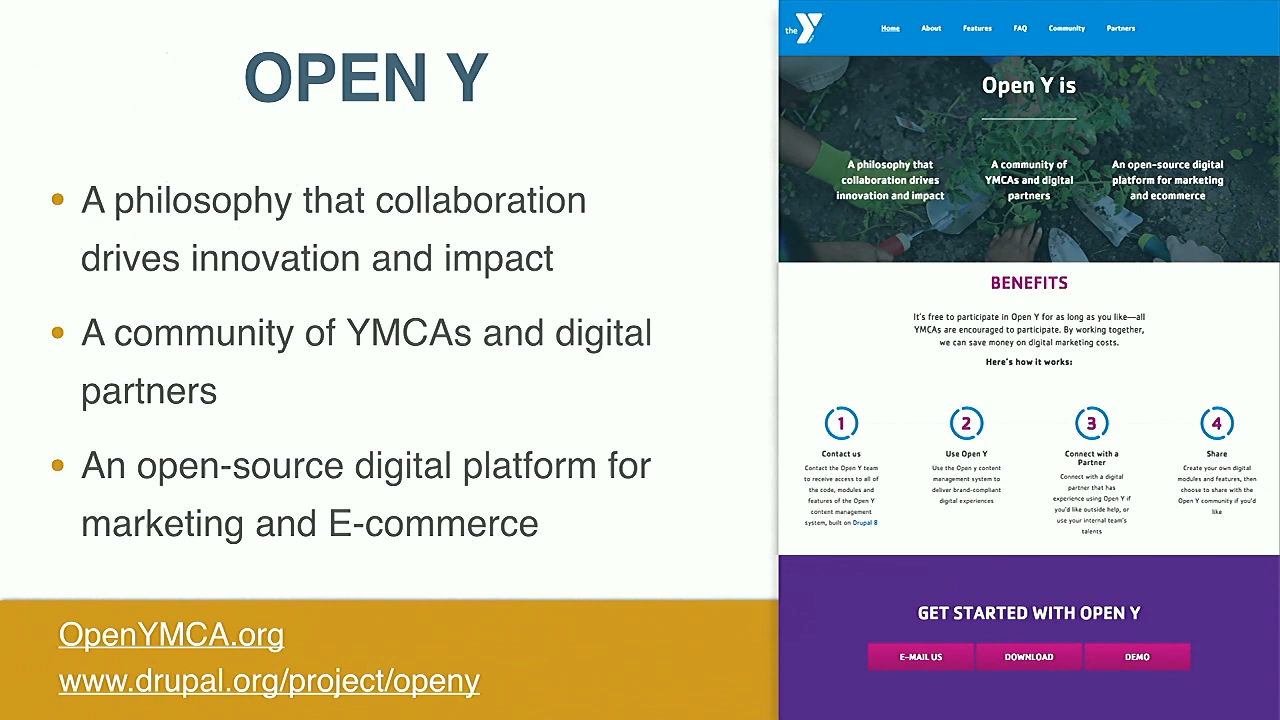 OPEN Y
• A philosophy that collaboration
drives innovation and impact
• A community of YMCAs and digital
partners
• An open-source digital platform for
marketing and E-commerce
OpenYMCA.org
www.drupal.org/project/openy
the Y
Home About Features FAQ Community Partners
Open Y is
A philosophy that
collaboration drives
innovation and impact
A community of
YMCAs and digital
partners
An open-source digital
platform for marketing
and ecommerce
BENEFITS
It's free to participate in Open Y for as long as you like—all
YMCAs are encouraged to participate. By working together,
we can save money on digital marketing costs.
Here's how it works:
1
Contact us
Contact the Open Y team
to receive access to all of
the code, modules and
features of the Open Y
content management
system, built on Drupal 8
2
Use Open Y
Use the Open y content
management system to
deliver brand-compliant
digital experiences
3
Connect with a
Partner
Connect with a digital
partner that has
experience using Open Y if
you'd like outside help, or
use your internal team's
talents
4
Share
Create your own digital
modules and features, then
choose to share with the
Open Y community if you'd
like
GET STARTED WITH OPEN Y
E-MAIL US DOWNLOAD DEMO